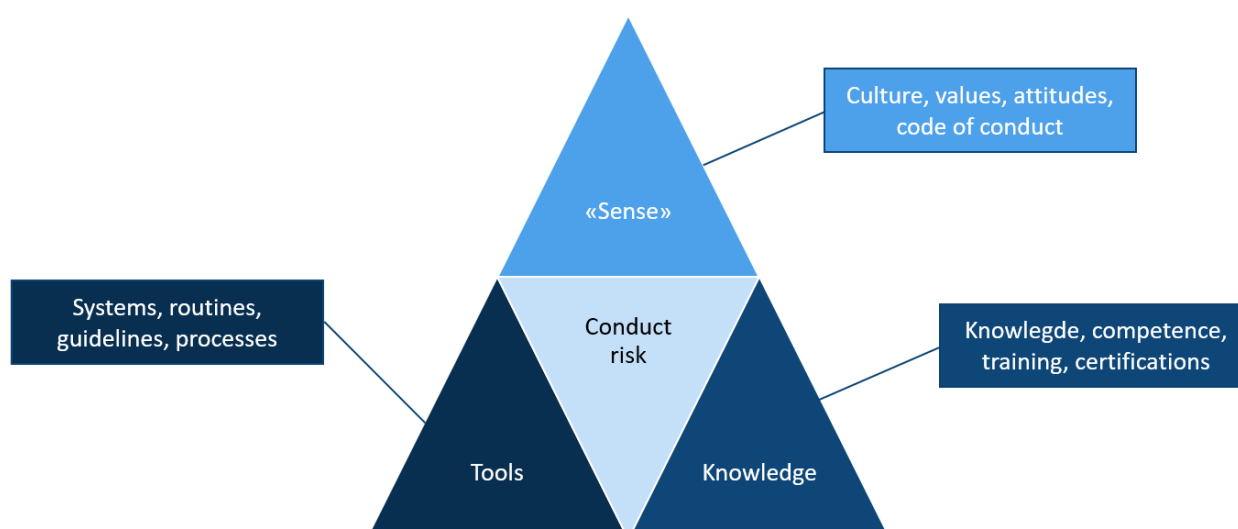 Culture, values, attitudes,
code of conduct
«Sense»
Systems, routines,
guidelines, processes
Conduct
risk
Knowlegde, competence,
training, certifications
Tools
Knowledge